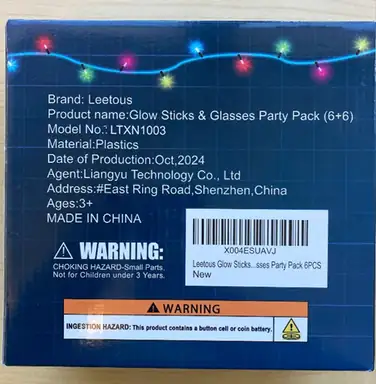 Brand: Leetous
Product name:Glow Sticks & Glasses Party Pack (6+6)
Model No.: LTXN1003
Material:Plastics
Date of Production:Oct,2024
Agent:Liangyu Technology Co., Ltd
Address:#East Ring Road,Shenzhen,China
Ages:3+
MADE IN CHINA
WARNING:
CHOKING HAZARD-Small Parts.
Not for Children under 3 Years.
X004ESUAVJ
Leetous Glow Sticks...sses Party Pack 6PCS
New
WARNING
INGESTION HAZARD: This product contains a button cell or coin battery.